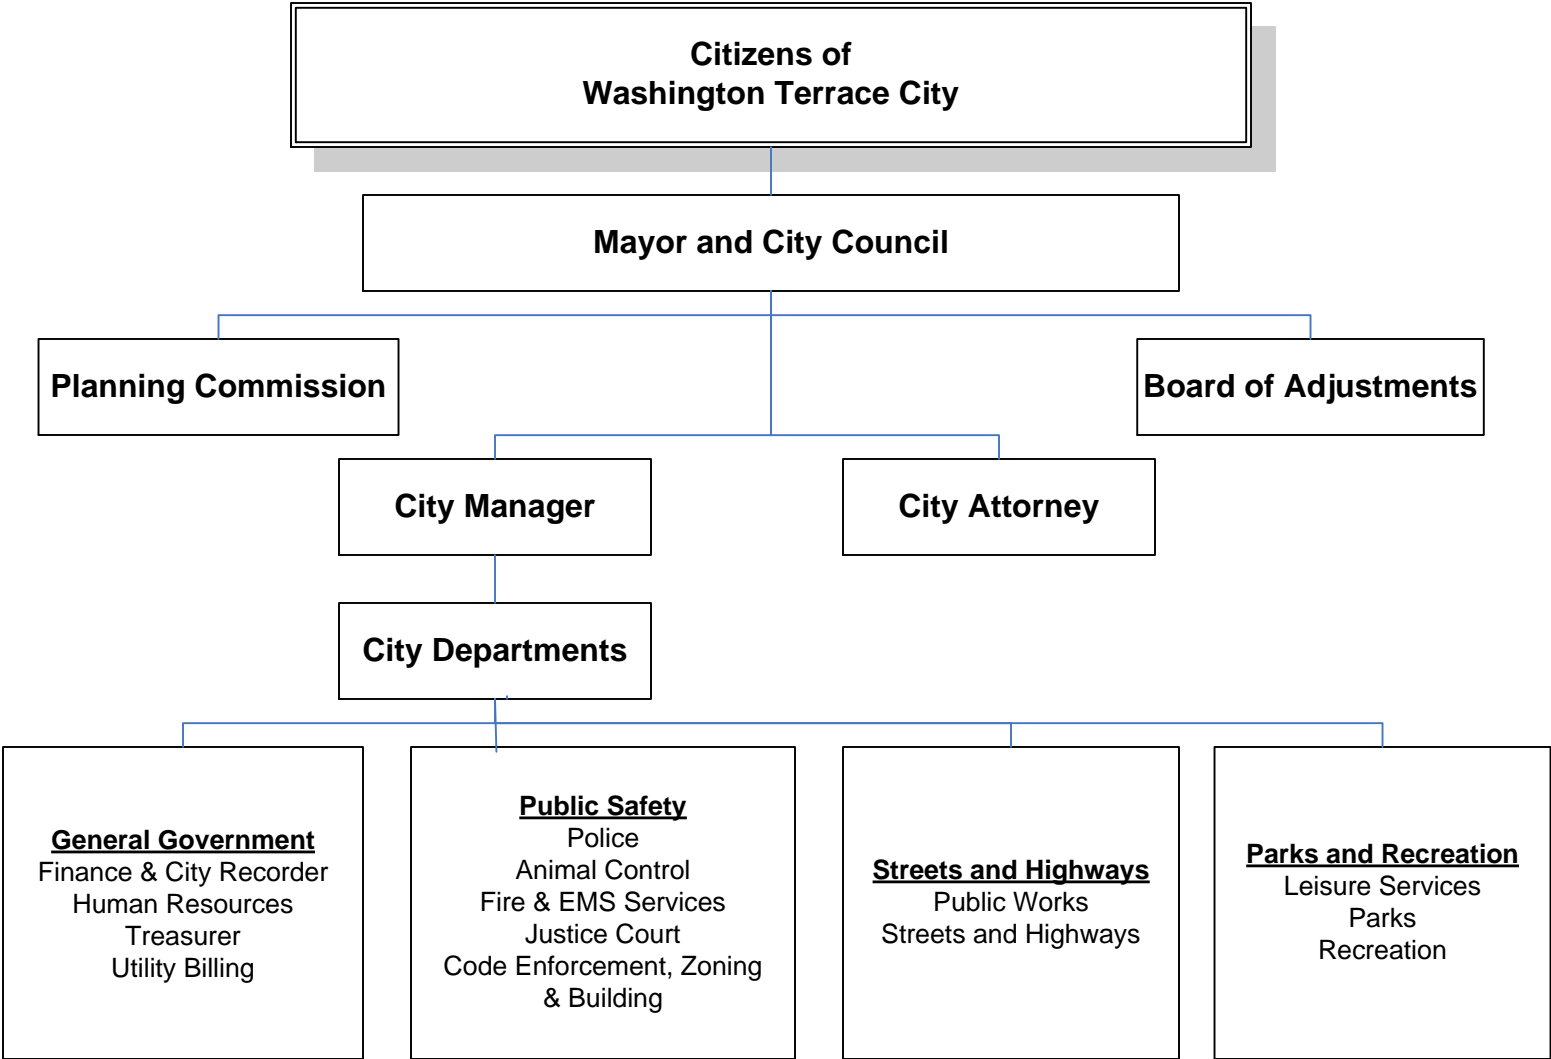 Citizens of
Washington Terrace City
Mayor and City Council
Planning Commission
Board of Adjustments
City Manager
City Attorney
City Departments
General Government
Finance & City Recorder
Human Resources
Treasurer
Utility Billing
Public Safety
Police
Animal Control
Fire & EMS Services
Justice Court
Code Enforcement, Zoning
& Building
Streets and Highways
Public Works
Streets and Highways
Parks and Recreation
Leisure Services
Parks
Recreation